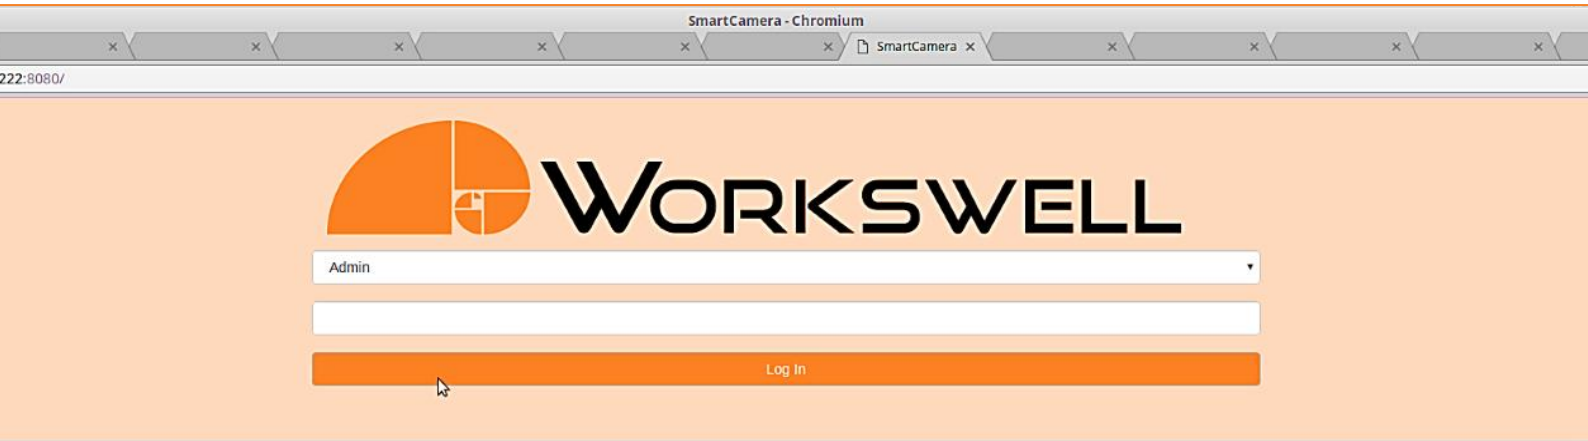 SmartCamera - Chromium
SmartCamera
222:8080/
WORKSWELL
Admin
Log In